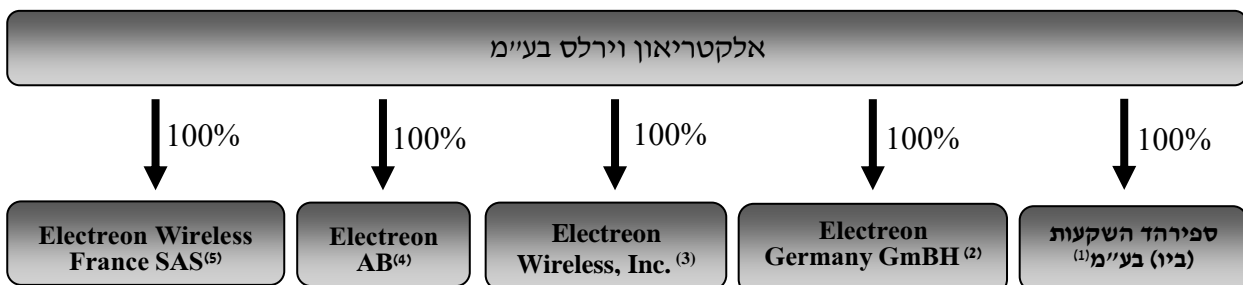 אלקטריאון וירלס בע״מ
100%
100%
100%
100%
100%
ספירהד השקעות
(ביו) בע״מ(1)
Electreon
Germany GmBH (2)
Electreon
Wireless, Inc. (3)
Electreon
AB(4)
Electreon Wireless
France SAS(5)